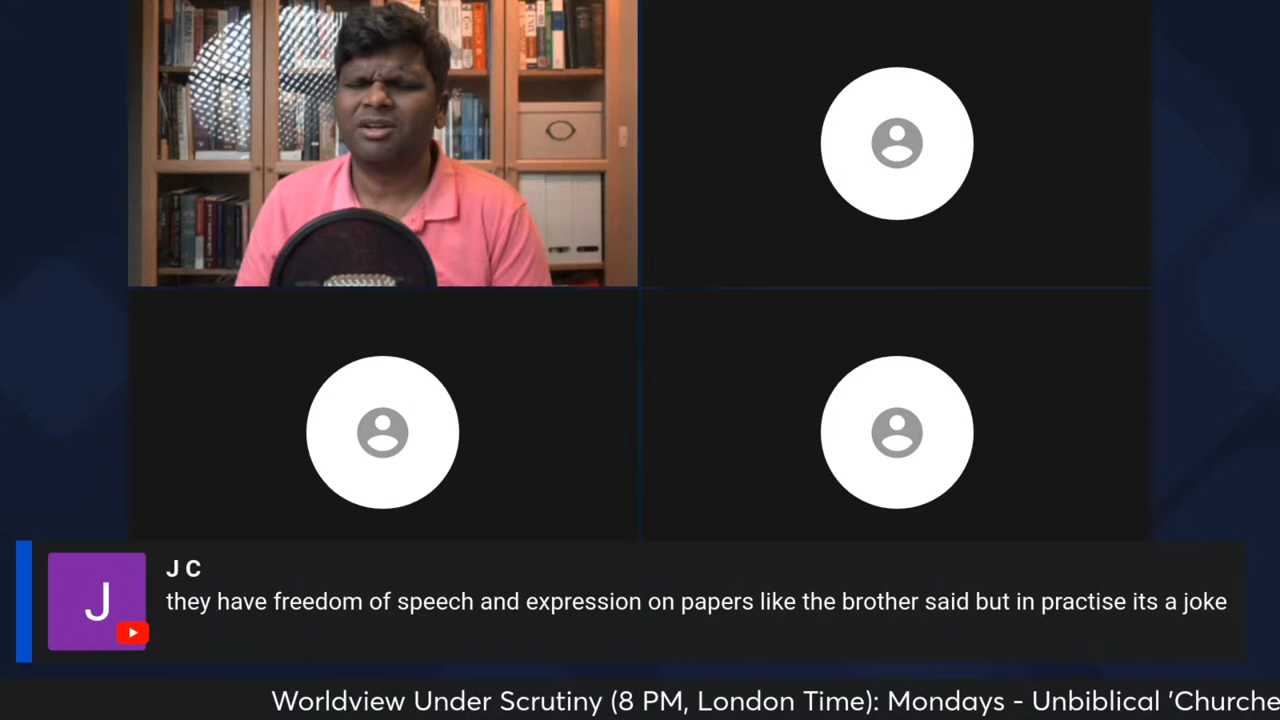 J
J C
they have freedom of speech and expression on papers like the brother said but in practise its a joke
Worldview Under Scrutiny (8 PM, London Time): Mondays - Unbiblical 'Churche